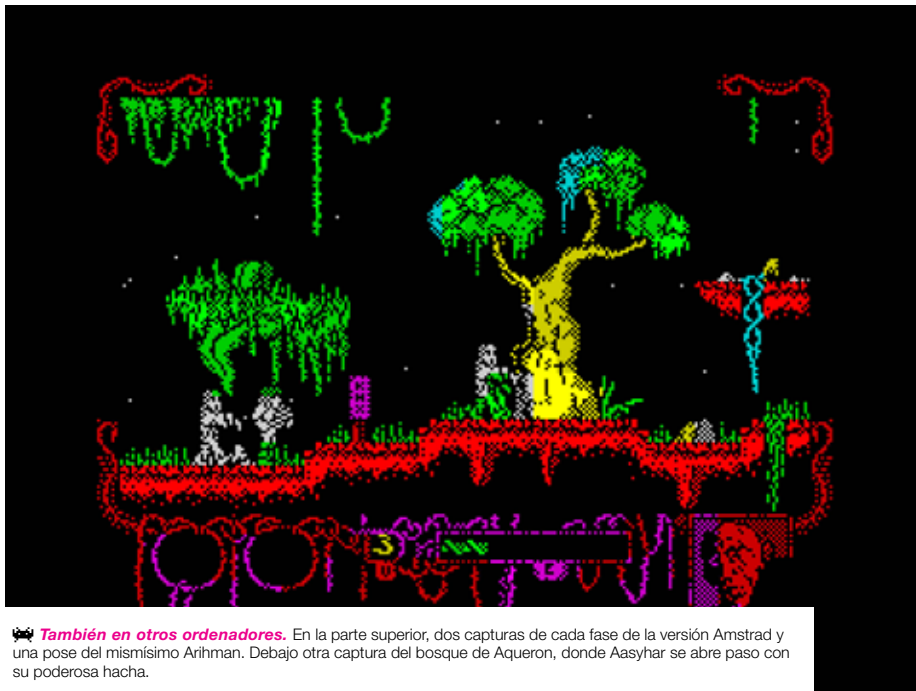 3
También en otros ordenadores. En la parte superior, dos capturas de cada fase de la versión Amstrad y
una pose del mismísimo Arihman. Debajo otra captura del bosque de Aqueron, donde Aasyhar se abre paso con
su poderosa hacha.